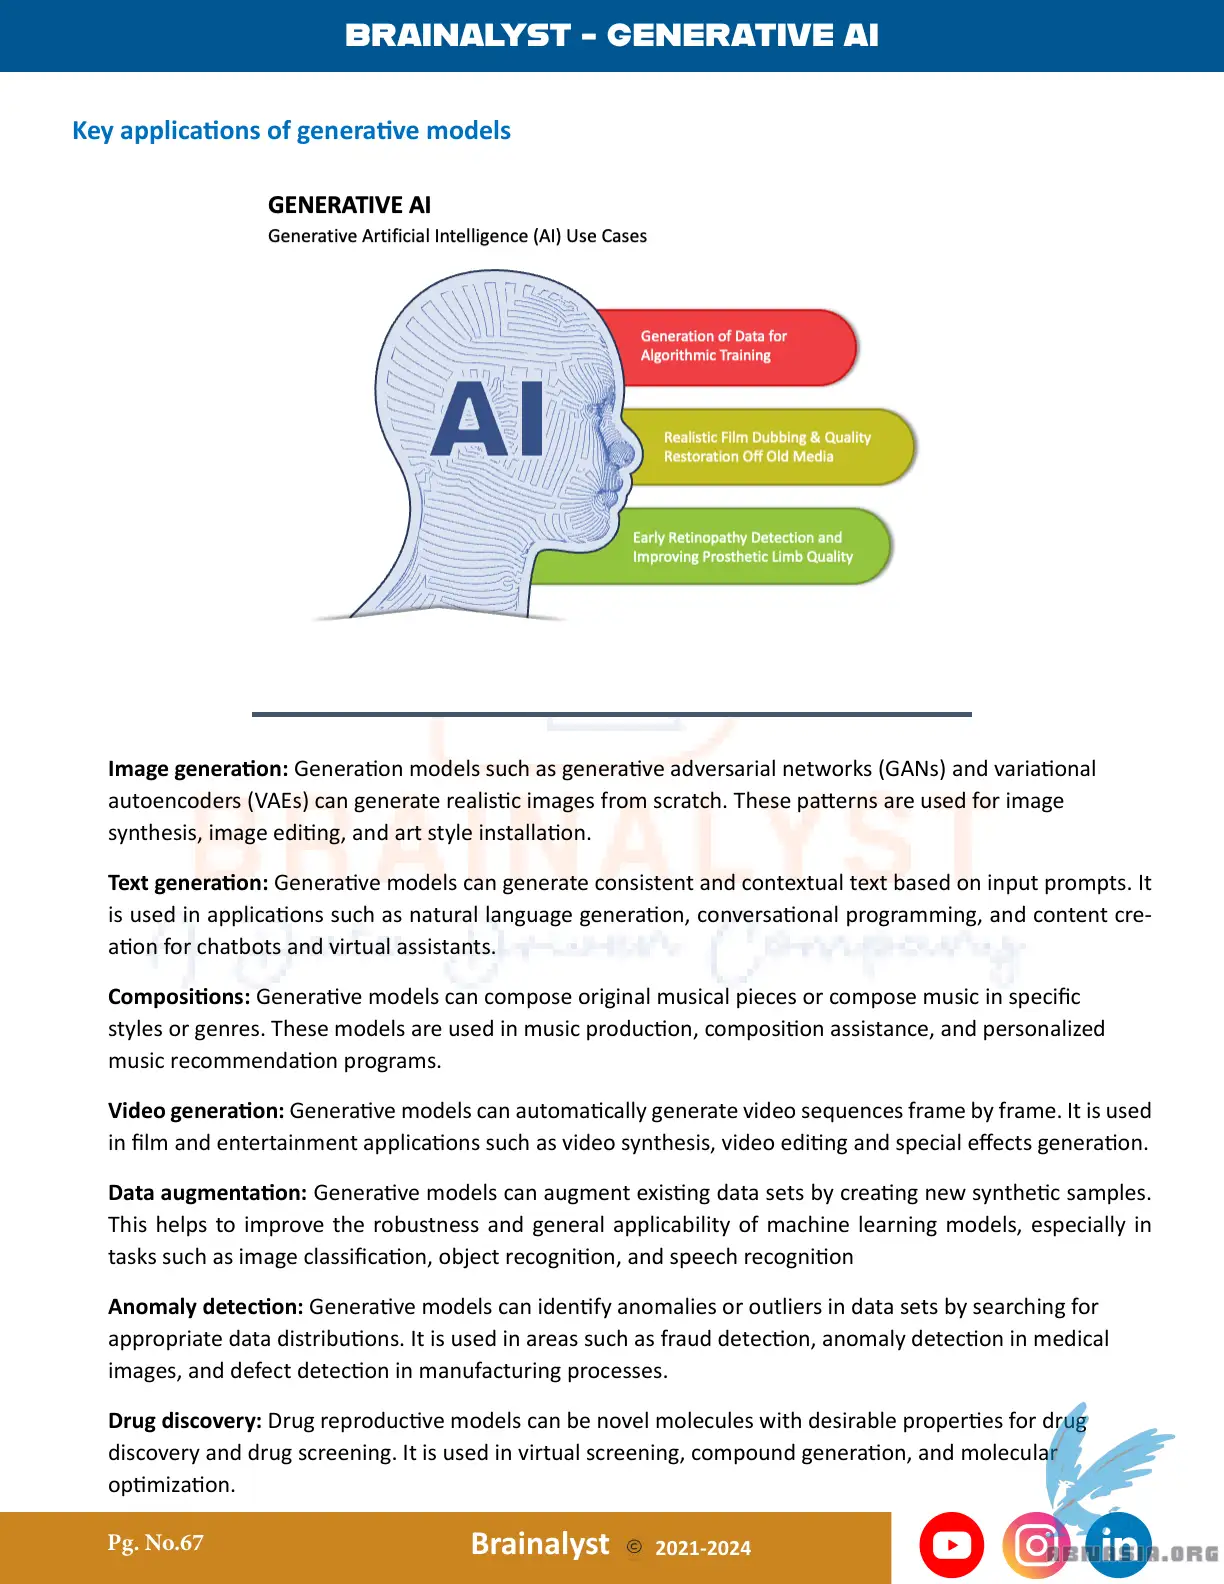 BRAINALYST - GENERATIVE AI
Key applications of generative models
GENERATIVE AI
Generative Artificial Intelligence (AI) Use Cases
AI
Generation of Data for
Algorithmic Training
Realistic Film Dubbing & Quality
Restoration Off Old Media
Early Retinopathy Detection and
Improving Prosthetic Limb Quality
BRAINALYST
A Data Driven Company
Image generation: Generation models such as generative adversarial networks (GANs) and variational
autoencoders (VAEs) can generate realistic images from scratch. These patterns are used for image
synthesis, image editing, and art style installation.
Text generation: Generative models can generate consistent and contextual text based on input prompts. It
is used in applications such as natural language generation, conversational programming, and content cre-
ation for chatbots and virtual assistants.
Compositions: Generative models can compose original musical pieces or compose music in specific
styles or genres. These models are used in music production, composition assistance, and personalized
music recommendation programs.
Video generation: Generative models can automatically generate video sequences frame by frame. It is used
in film and entertainment applications such as video synthesis, video editing and special effects generation.
Data augmentation: Generative models can augment existing data sets by creating new synthetic samples.
This helps to improve the robustness and general applicability of machine learning models, especially in
tasks such as image classification, object recognition, and speech recognition
Anomaly detection: Generative models can identify anomalies or outliers in data sets by searching for
appropriate data distributions. It is used in areas such as fraud detection, anomaly detection in medical
images, and defect detection in manufacturing processes.
Drug discovery: Drug reproductive models can be novel molecules with desirable properties for drug
discovery and drug screening. It is used in virtual screening, compound generation, and molecular
optimization.
Pg. No.67
Brainalyst © 2021-2024
in
ABIVASIA.ORG